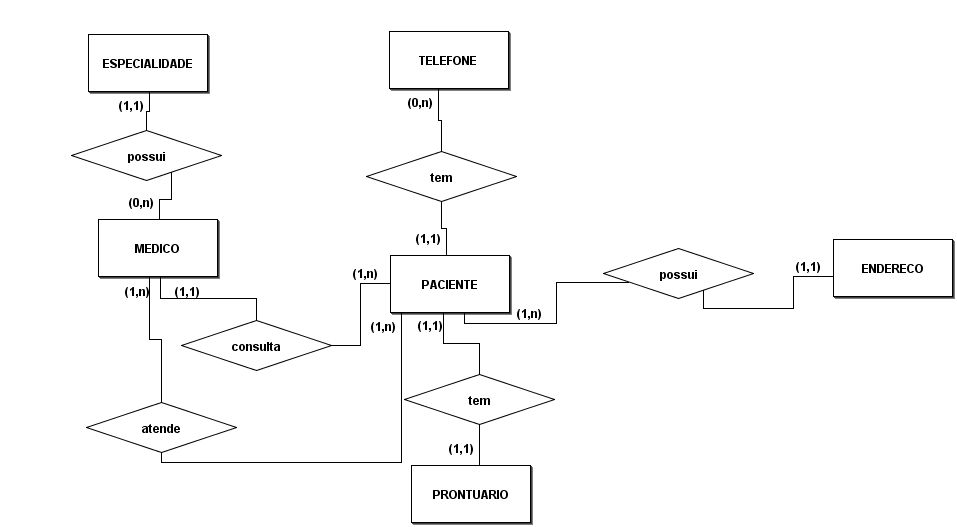 ESPECIALIDADE
TELEFONE
(1,1)
(0,n)
possui
tem
(0,n)
(1,1)
MEDICO
PACIENTE
possui
ENDERECO
(1,1)
(1,n)
(1,n)
(1,1)
(1,n)
(1,n)
(1,1)
consulta
tem
atende
(1,1)
PRONTUARIO